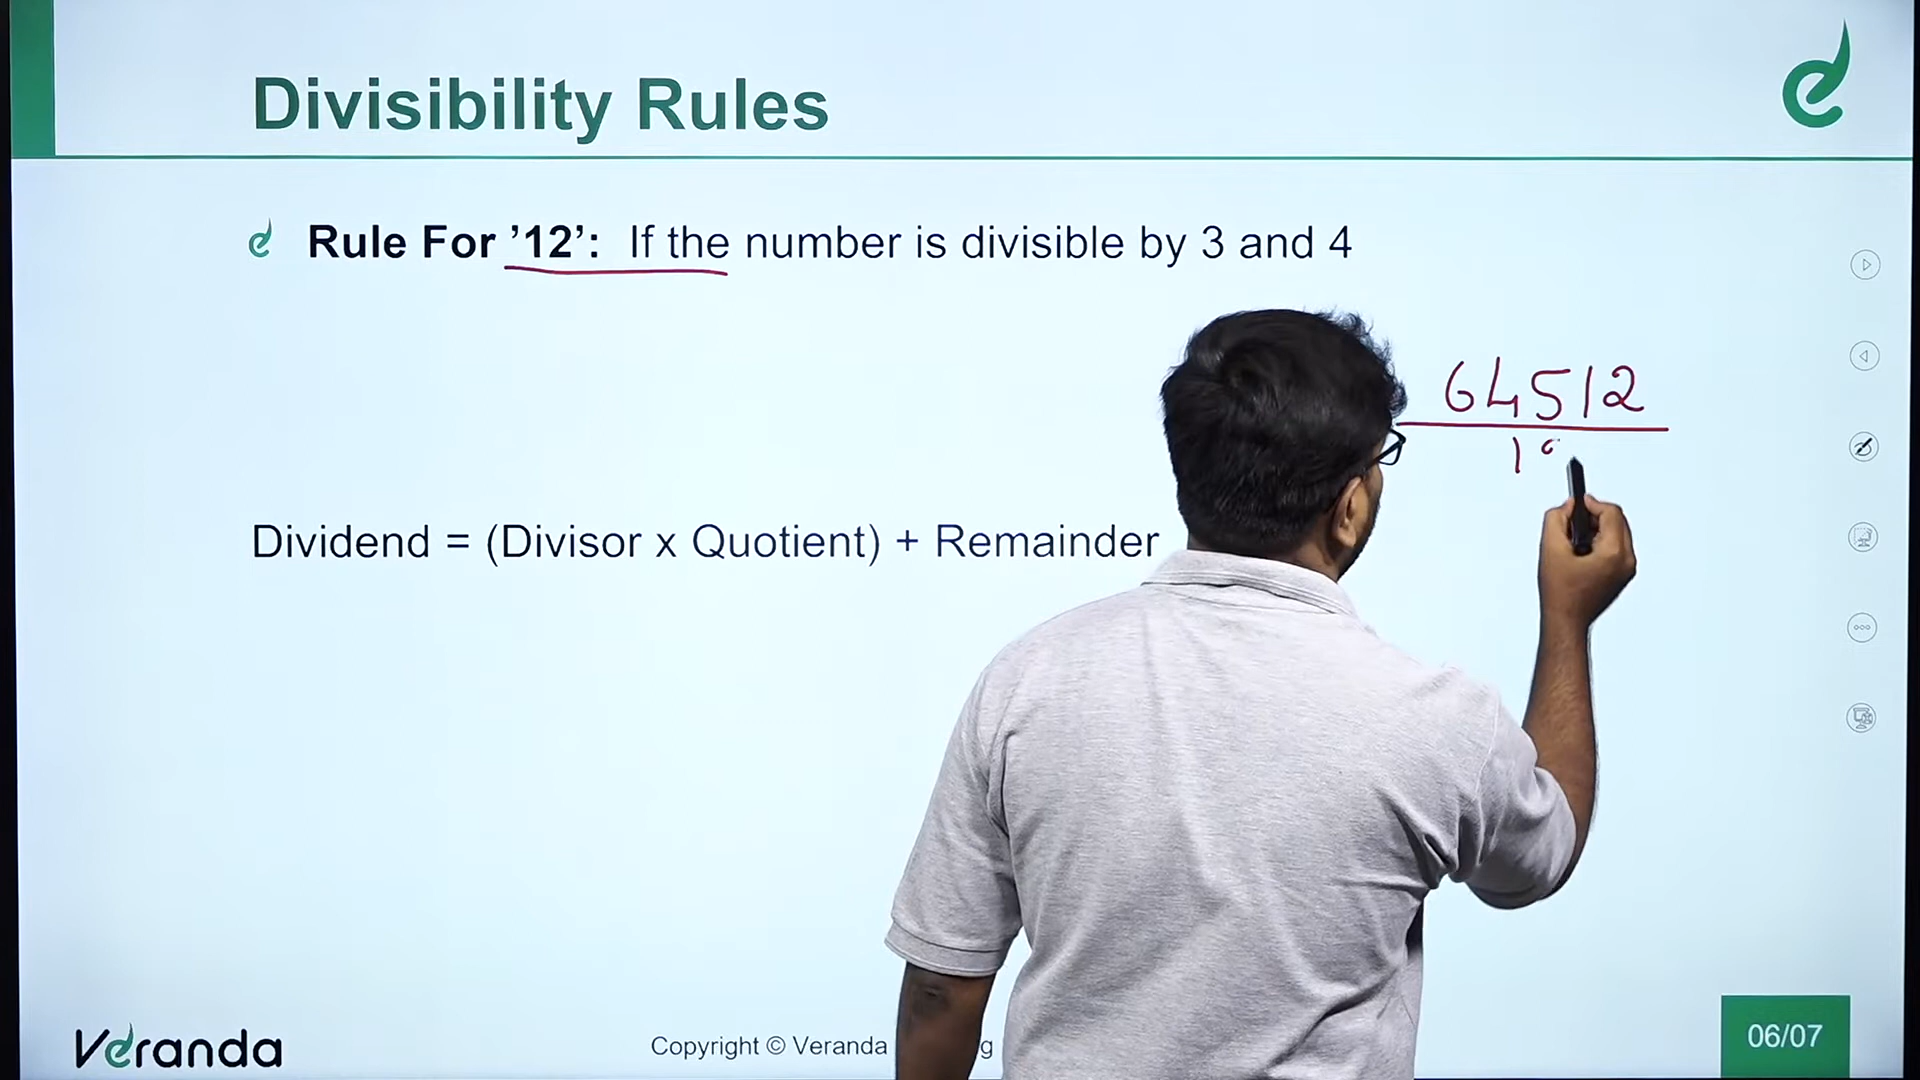 Divisibility Rules
Rule For ’12’: If the number is divisible by 3 and 4
64512
1
Dividend = (Divisor x Quotient) + Remainder
Veranda
Copyright © Veranda
g
06/07